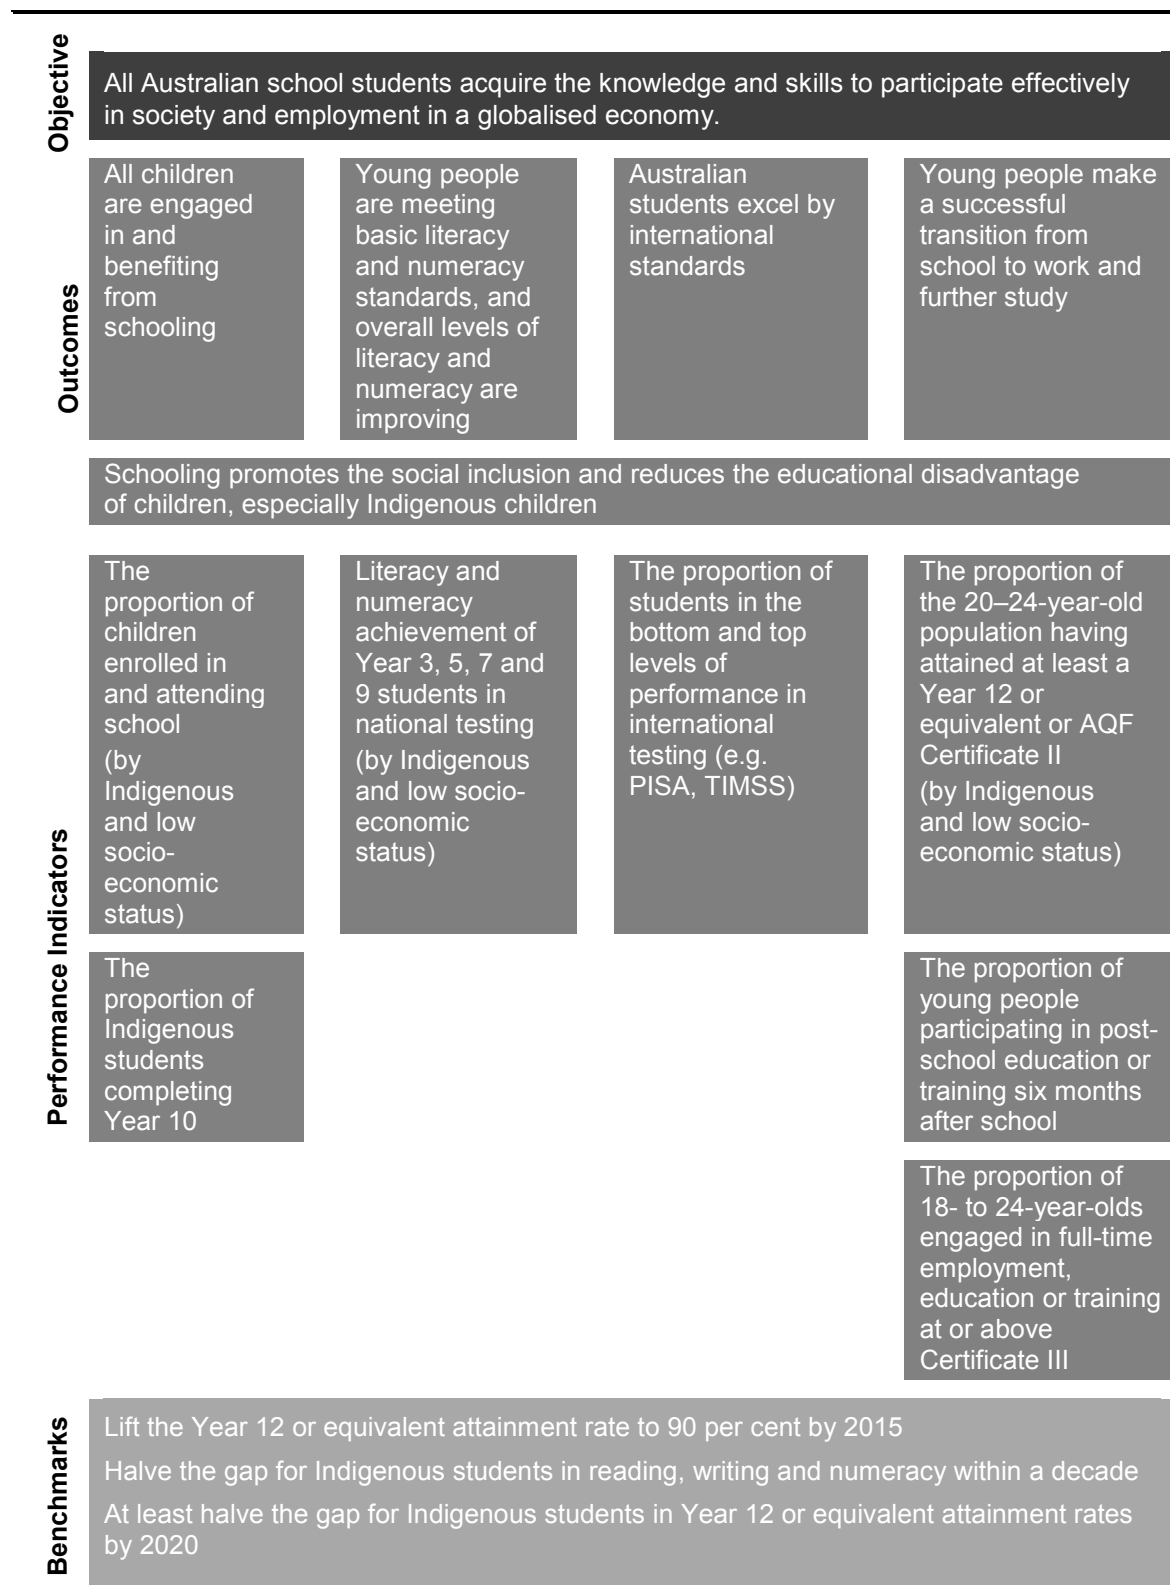 Objective
All Australian school students acquire the knowledge and skills to participate effectively
in society and employment in a globalised economy.
Outcomes
All children
are engaged
in and
benefiting
from
schooling
Young people
are meeting
basic literacy
and numeracy
standards, and
overall levels of
literacy and
numeracy are
improving
Australian
students excel by
international
standards
Young people make
a successful
transition from
school to work and
further study
Schooling promotes the social inclusion and reduces the educational disadvantage
of children, especially Indigenous children
Performance Indicators
The
proportion of
children
enrolled in
and attending
school
(by
Indigenous
and low
socio-
economic
status)
The
proportion of
Indigenous
students
completing
Year 10
Literacy and
numeracy
achievement of
Year 3, 5, 7 and
9 students in
national testing
(by Indigenous
and low socio-
economic
status)
The proportion of
students in the
bottom and top
levels of
performance in
international
testing (e.g.
PISA, TIMSS)
The proportion of
the 20–24-year-old
population having
attained at least a
Year 12 or
equivalent or AQF
Certificate II
(by Indigenous
and low socio-
economic status)
The proportion of
young people
participating in post-
school education or
training six months
after school
The proportion of
18- to 24-year-olds
engaged in full-time
employment,
education or training
at or above
Certificate III
Benchmarks
Lift the Year 12 or equivalent attainment rate to 90 per cent by 2015
Halve the gap for Indigenous students in reading, writing and numeracy within a decade
At least halve the gap for Indigenous students in Year 12 or equivalent attainment rates
by 2020